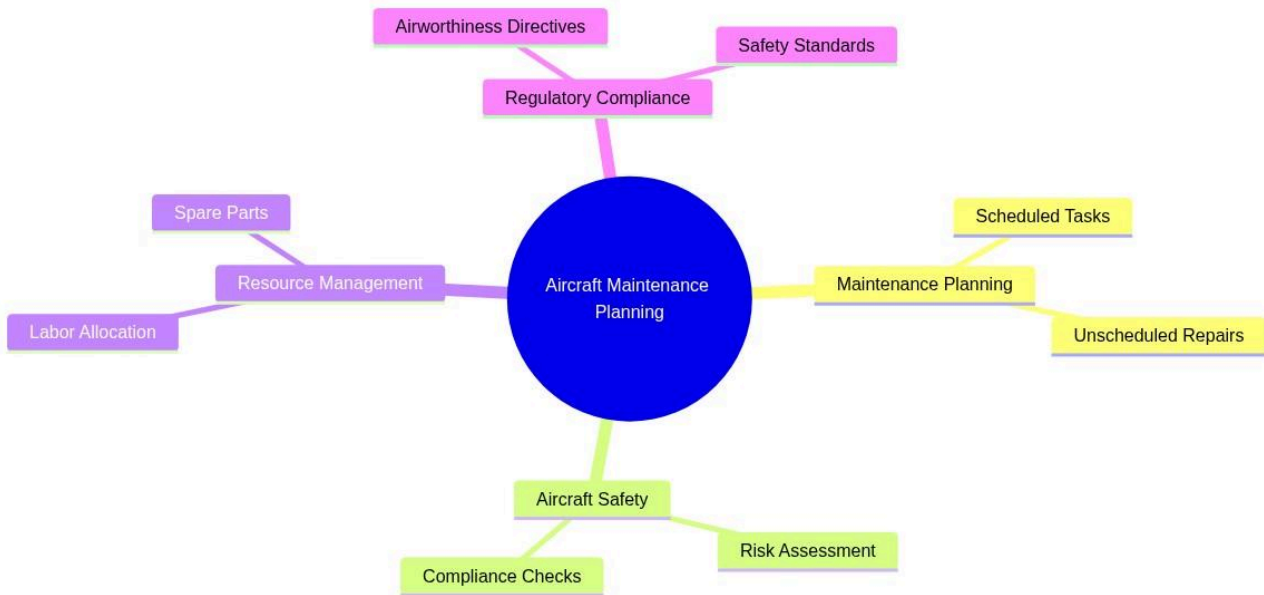 Airworthiness Directives
Safety Standards
Regulatory Compliance
Spare Parts
Scheduled Tasks
Resource Management
Aircraft Maintenance
Planning
Maintenance Planning
Labor Allocation
Unscheduled Repairs
Aircraft Safety
Risk Assessment
Compliance Checks